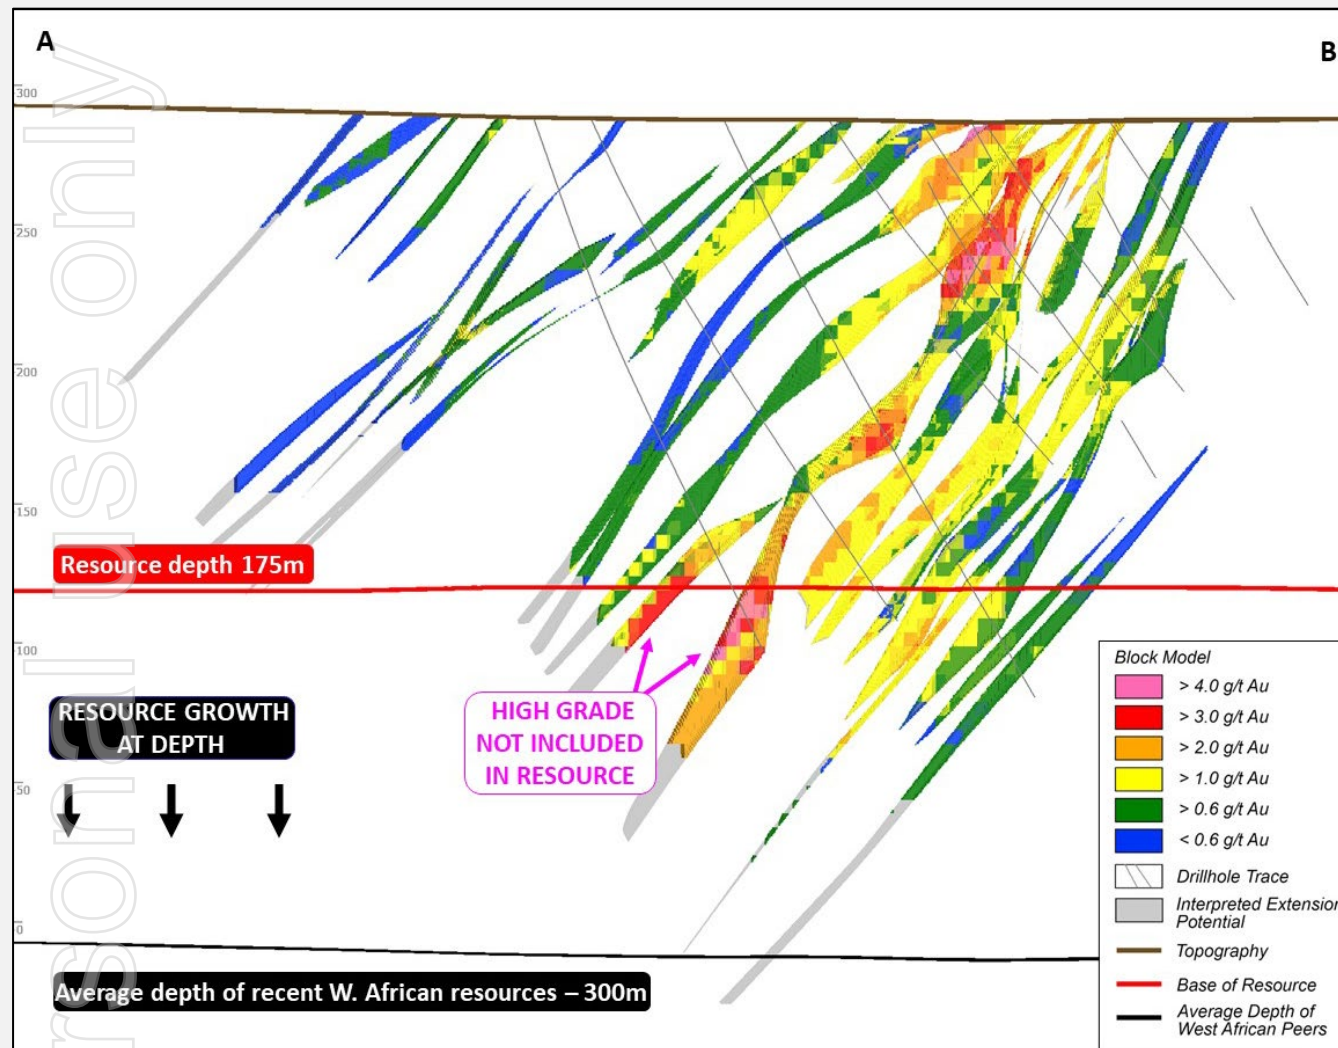 A
B
300
250
200
150
100
50
0
Resource depth 175m
RESOURCE GROWTH
AT DEPTH
HIGH GRADE
NOT INCLUDED
IN RESOURCE
Average depth of recent W. African resources – 300m
Block Model
> 4.0 g/t Au
> 3.0 g/t Au
> 2.0 g/t Au
> 1.0 g/t Au
> 0.6 g/t Au
< 0.6 g/t Au
Drillhole Trace
Interpreted Extension
Potential
Topography
Base of Resource
Average Depth of
West African Peers
rsonal use only